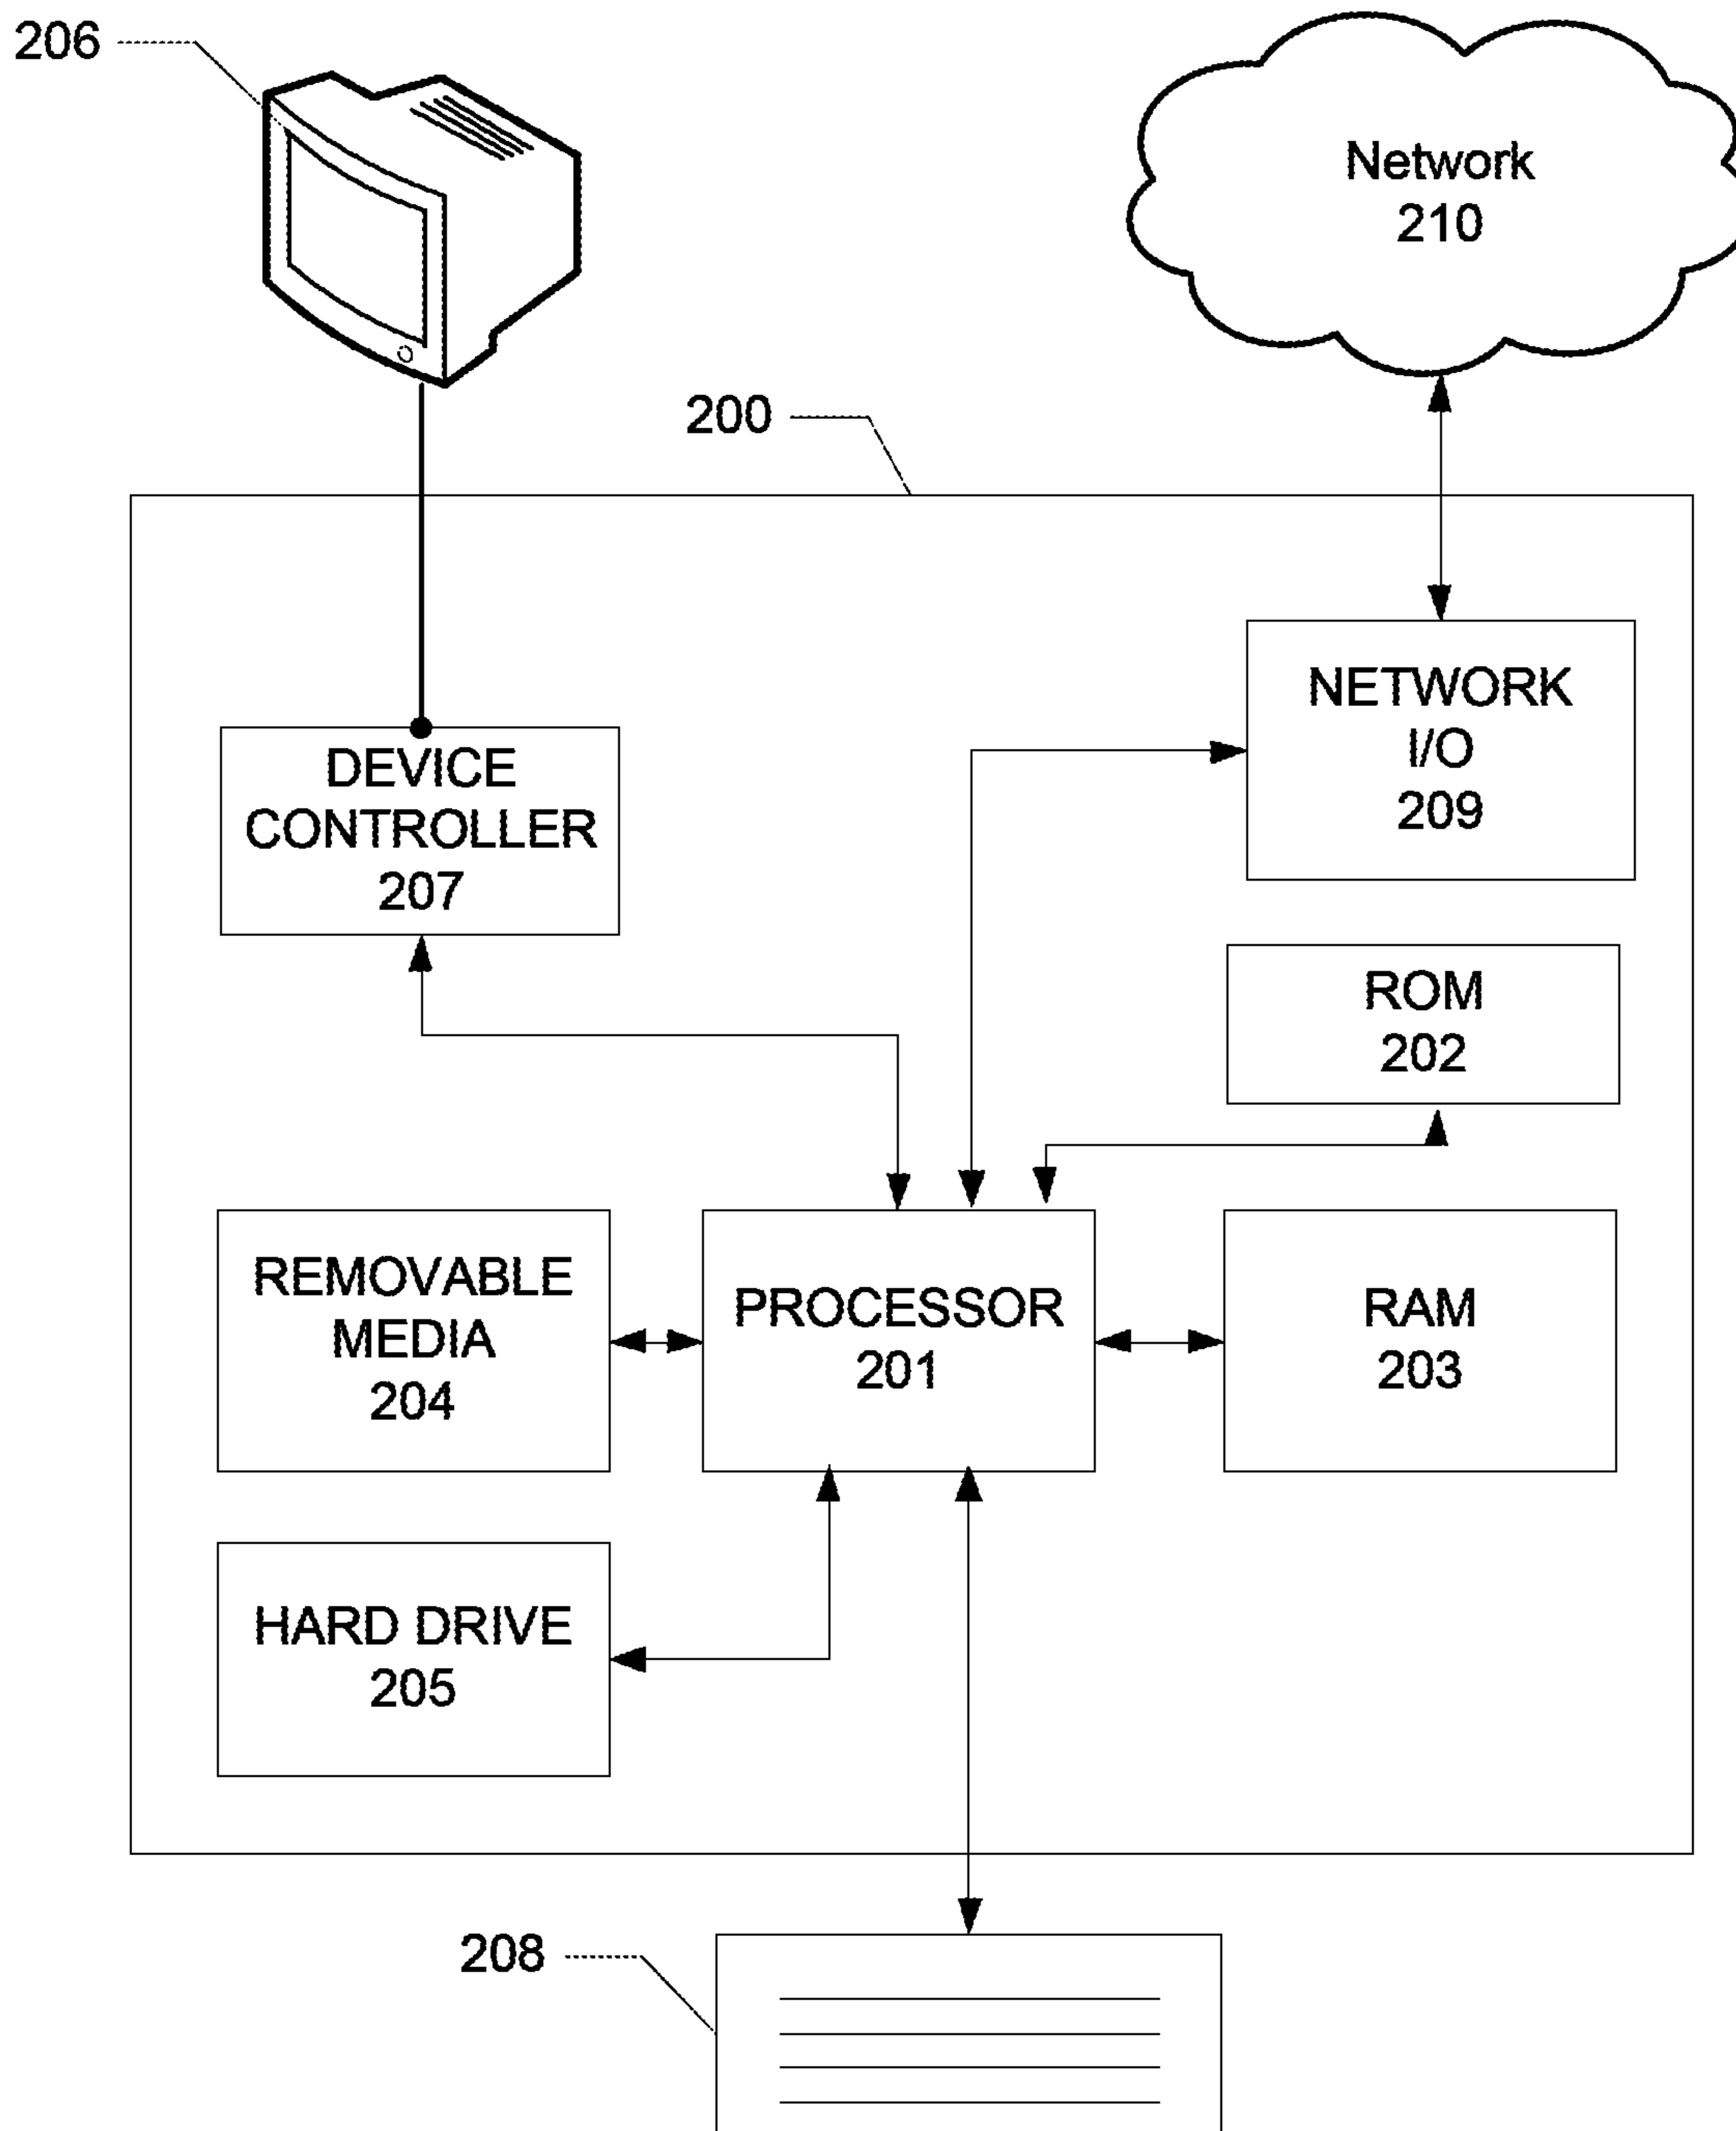 206
Network
210
200
NETWORK
I/O
209
DEVICE
CONTROLLER
207
ROM
202
REMOVABLE
MEDIA
204
PROCESSOR
201
RAM
203
HARD DRIVE
205
208